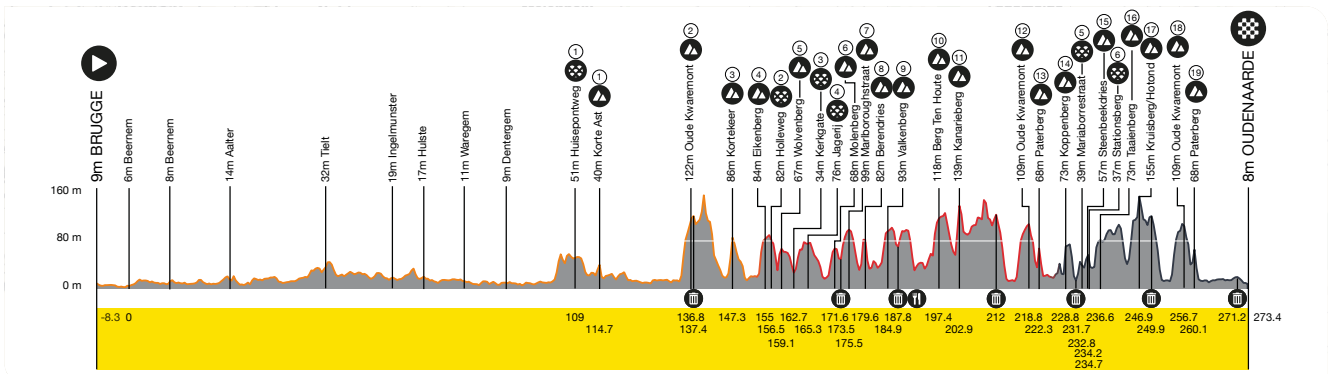 9m BRUGGE
6m Beernem
8m Beernem
14m Aalter
32m Tielt
19m Ingelmunster
17m Hulste
11m Waregem
9m Dentergem
1
51m Huisepontweg
1
40m Korte Ast
2
122m Oude Kwaremont
3
86m Kortekeer
4
84m Eikenberg
2
82m Holleweg
5
67m Wolvenberg
3
34m Kerkgate
4
76m Jagerij
6
68m Molenberg
7
99m Marlboroughstraat
8
82m Berendries
9
93m Valkenberg
10
118m Berg Ten Houte
11
139m Kanarieberg
12
109m Oude Kwaremont
13
68m Paterberg
14
73m Koppenberg
5
39m Mariaborrestraat
15
57m Steenbeekdries
6
37m Stationsberg
16
73m Taaienberg
17
155m Kruisberg/Hotond
18
109m Oude Kwaremont
19
68m Paterberg
8m OUDENAARDE
160 m
80 m
0 m
-8.3 0 109 136.8 147.3 155 162.7 171.6 179.6 187.8 197.4 212 218.8 228.8 236.6 246.9 256.7 271.2 273.4
114.7 137.4 156.5 165.3 173.5 184.9 202.9 222.3 231.7 249.9 260.1
159.1 175.5 232.8
234.2
234.7